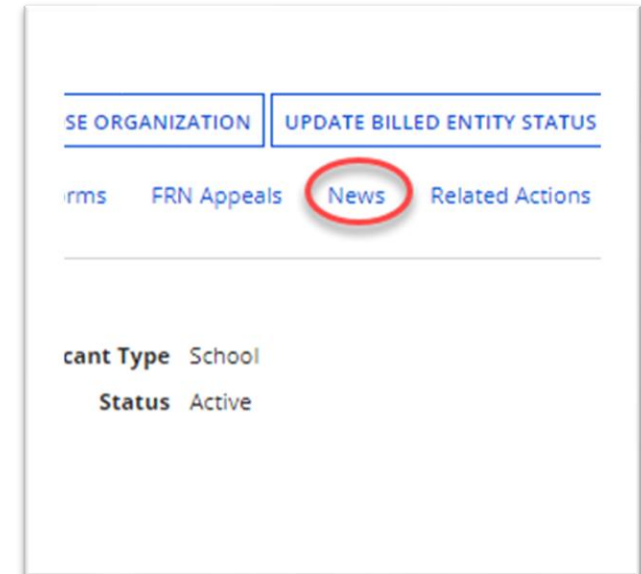 SE ORGANIZATION UPDATE BILLED ENTITY STATUS
rms FRN Appeals News Related Actions
cant Type School
Status Active